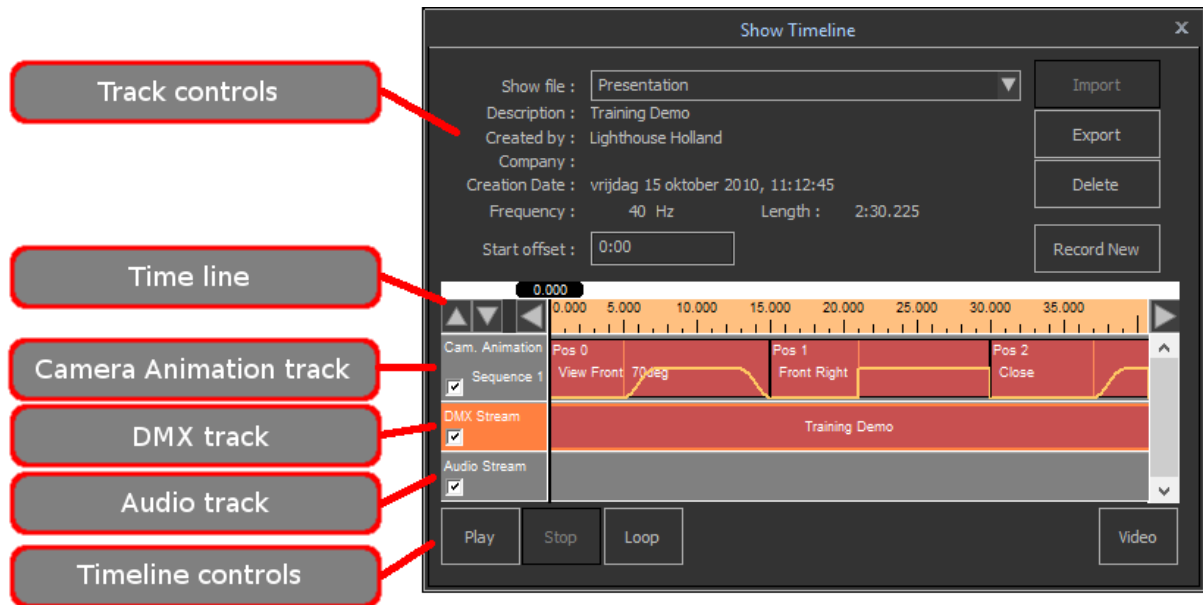 Show Timeline
x
Track controls
Show file : Presentation
Import
Description : Training Demo
Created by : Lighthouse Holland
Export
Company :
Creation Date : vrijdag 15 oktober 2010, 11:12:45
Delete
Frequency : 40 Hz Length : 2:30.225
Start offset : 0:00
Record New
Time line
0.000
0.000 5.000 10.000 15.000 20.000 25.000 30.000 35.000
Camera Animation track
Cam. Animation
Sequence 1
Pos 0
View Front 70deg
Pos 1
Front Right
Pos 2
Close
DMX track
DMX Stream
Training Demo
Audio track
Audio Stream
Timeline controls
Play Stop Loop Video